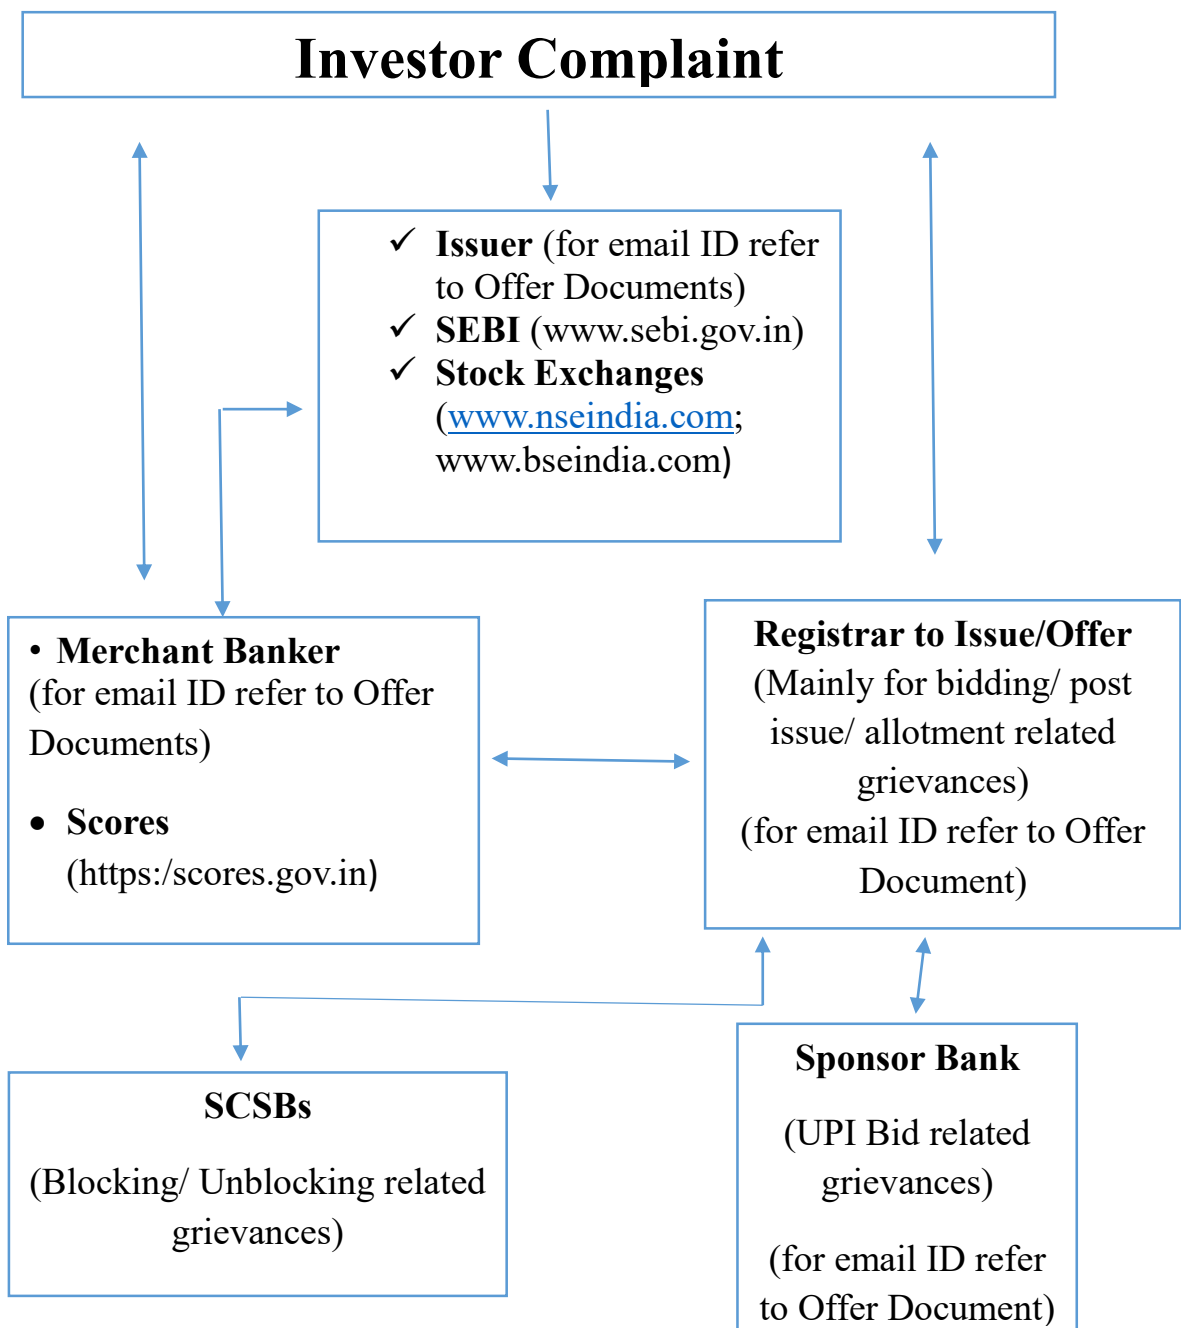 Investor Complaint
✓ Issuer (for email ID refer
to Offer Documents)
✓ SEBI (www.sebi.gov.in)
✓ Stock Exchanges
(www.nseindia.com;
www.bseindia.com)
• Merchant Banker
(for email ID refer to Offer
Documents)
• Scores
(https:/scores.gov.in)
Registrar to Issue/Offer
(Mainly for bidding/ post
issue/ allotment related
grievances)
(for email ID refer to Offer
Document)
SCSBs
(Blocking/ Unblocking related
grievances)
Sponsor Bank
(UPI Bid related
grievances)
(for email ID refer
to Offer Document)